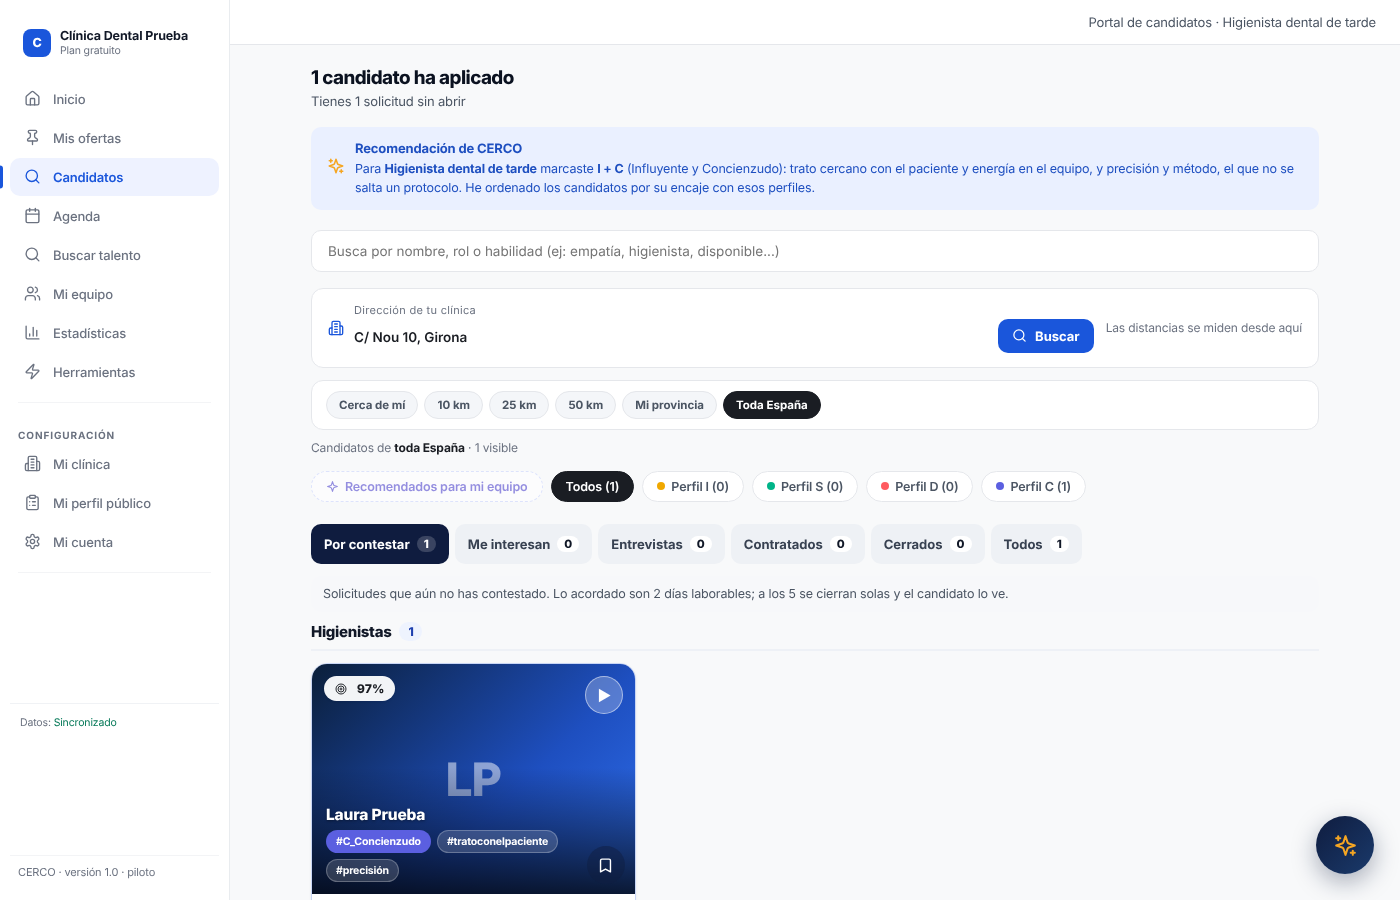 C
Clínica Dental Prueba
Plan gratuito
Inicio
Mis ofertas
Candidatos
Agenda
Buscar talento
Mi equipo
Estadísticas
Herramientas
CONFIGURACIÓN
Mi clínica
Mi perfil público
Mi cuenta
Datos: Sincronizado
CERCO · versión 1.0 · piloto
Portal de candidatos · Higienista dental de tarde
1 candidato ha aplicado
Tienes 1 solicitud sin abrir
Recomendación de CERCO
Para Higienista dental de tarde marcaste I + C (Influyente y Concienzudo): trato cercano con el paciente y energía en el equipo, y precisión y método, el que no se
salta un protocolo. He ordenado los candidatos por su encaje con esos perfiles.
Busca por nombre, rol o habilidad (ej: empatía, higienista, disponible...)
Dirección de tu clínica
C/ Nou 10, Girona
Buscar
Las distancias se miden desde aquí
Cerca de mí 10 km 25 km 50 km Mi provincia Toda España
Candidatos de toda España · 1 visible
Recomendados para mi equipo Todos (1) Perfil I (0) Perfil S (0) Perfil D (0) Perfil C (1)
Por contestar 1 Me interesan 0 Entrevistas 0 Contratados 0 Cerrados 0 Todos 1
Solicitudes que aún no has contestado. Lo acordado son 2 días laborables; a los 5 se cierran solas y el candidato lo ve.
Higienistas 1
97%
LP
Laura Prueba
#C_Concienzudo #tratoconelpaciente
#precisión